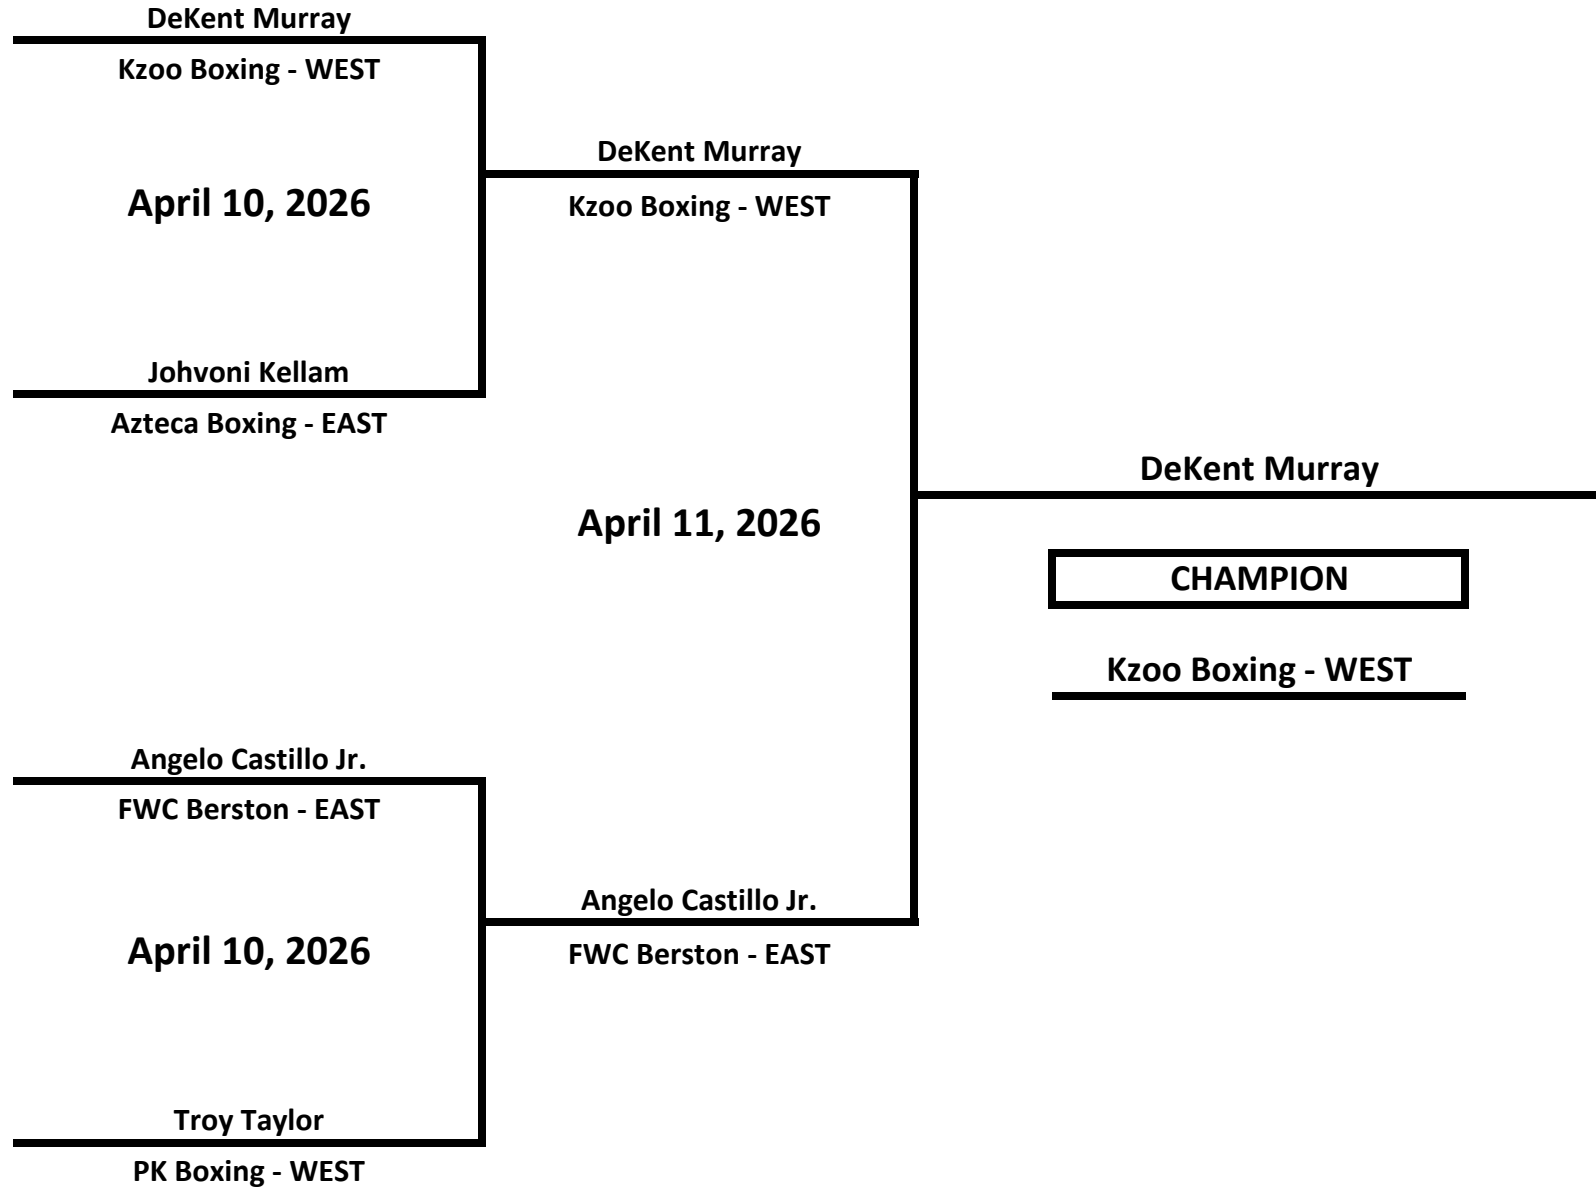 DeKent Murray
Kzoo Boxing - WEST
DeKent Murray
April 10, 2026
Kzoo Boxing - WEST
Johvoni Kellam
Azteca Boxing - EAST
DeKent Murray
April 11, 2026
CHAMPION
Kzoo Boxing - WEST
Angelo Castillo Jr.
FWC Berston - EAST
Angelo Castillo Jr.
April 10, 2026
FWC Berston - EAST
Troy Taylor
PK Boxing - WEST